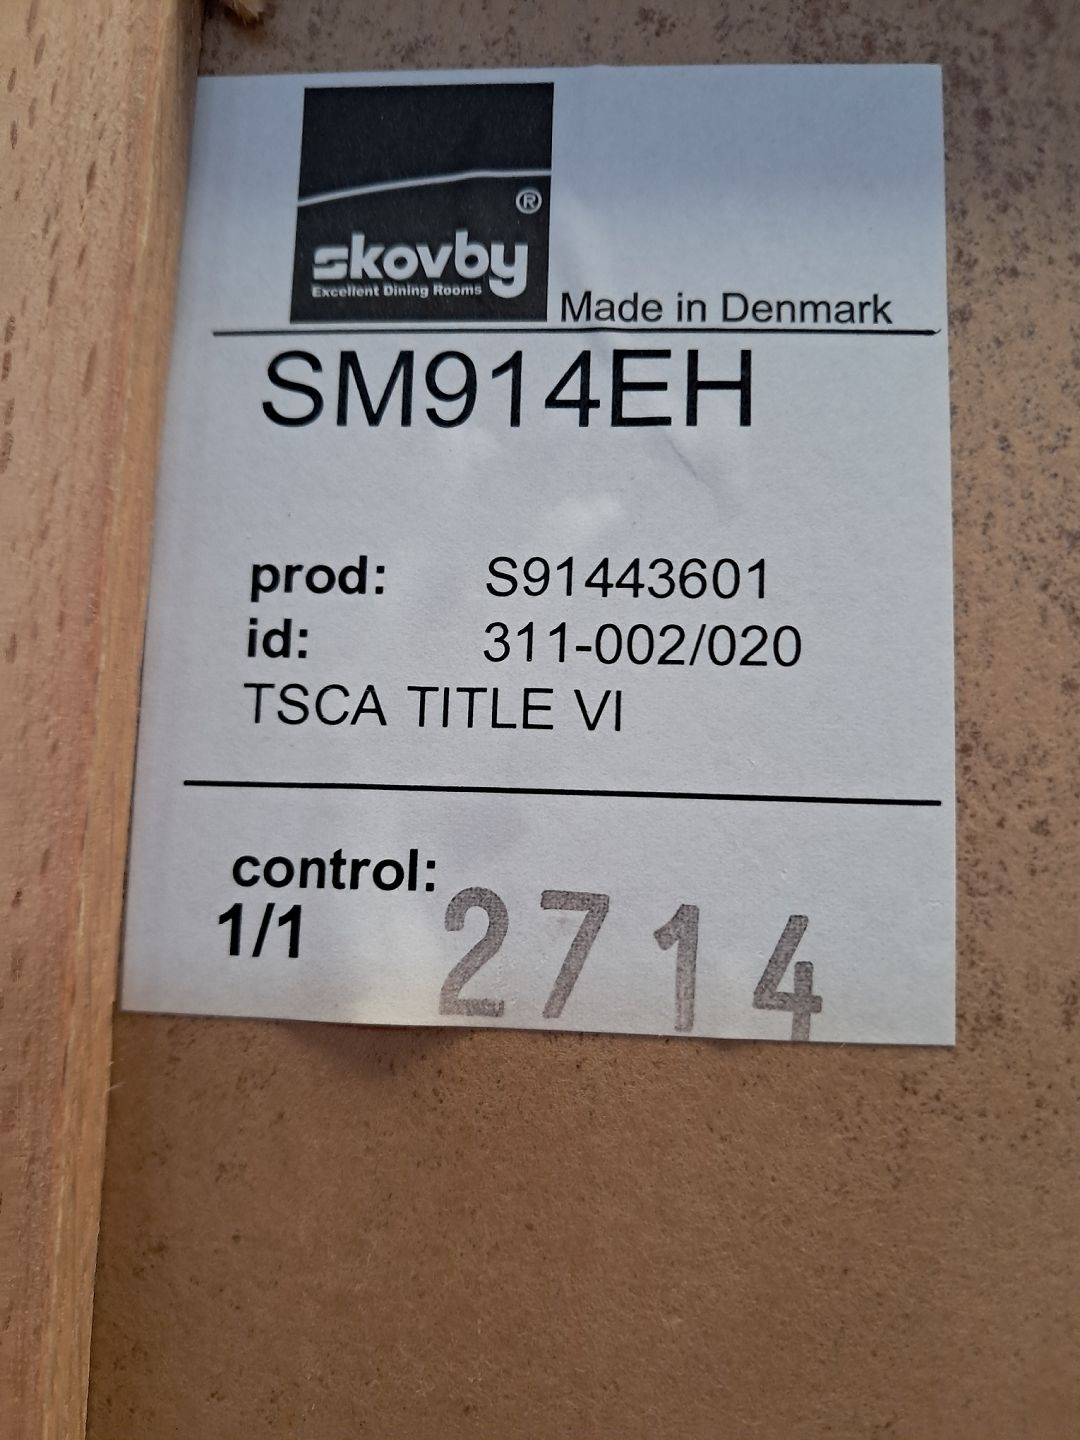 ®
skovby
Excellent Dining Rooms
Made in Denmark
SM914EH
prod: S91443601
id: 311-002/020
TSCA TITLE VI
control:
1/1
2714